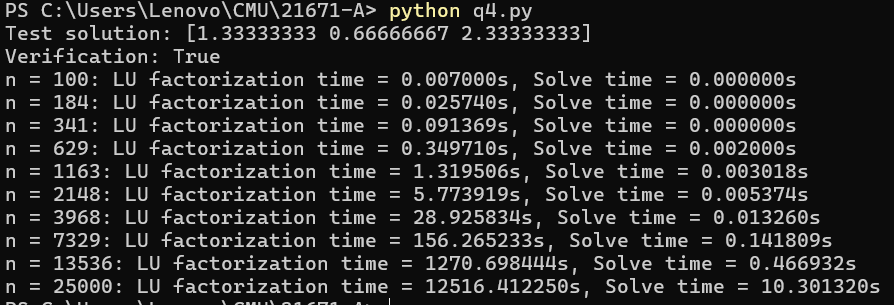 PS C:\Users\Lenovo\CMU\21671-A> python q4.py
Test solution: [1.33333333 0.66666667 2.33333333]
Verification: True
n = 100: LU factorization time = 0.007000s, Solve time = 0.000000s
n = 184: LU factorization time = 0.025740s, Solve time = 0.000000s
n = 341: LU factorization time = 0.091369s, Solve time = 0.000000s
n = 629: LU factorization time = 0.349710s, Solve time = 0.002000s
n = 1163: LU factorization time = 1.319506s, Solve time = 0.003018s
n = 2148: LU factorization time = 5.773919s, Solve time = 0.005374s
n = 3968: LU factorization time = 28.925834s, Solve time = 0.013260s
n = 7329: LU factorization time = 156.265233s, Solve time = 0.141809s
n = 13536: LU factorization time = 1270.698444s, Solve time = 0.466932s
n = 25000: LU factorization time = 12516.412250s, Solve time = 10.301320s
PS C:\Users\Lenovo\CMU\21671-A>